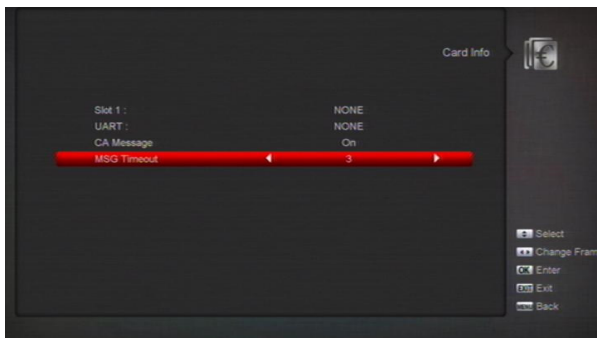 Card Info
Slot 1 : NONE
UART : NONE
CA Message On
MSG Timeout 3
Select
Change Fram
OK Enter
EXIT Exit
MENU Back